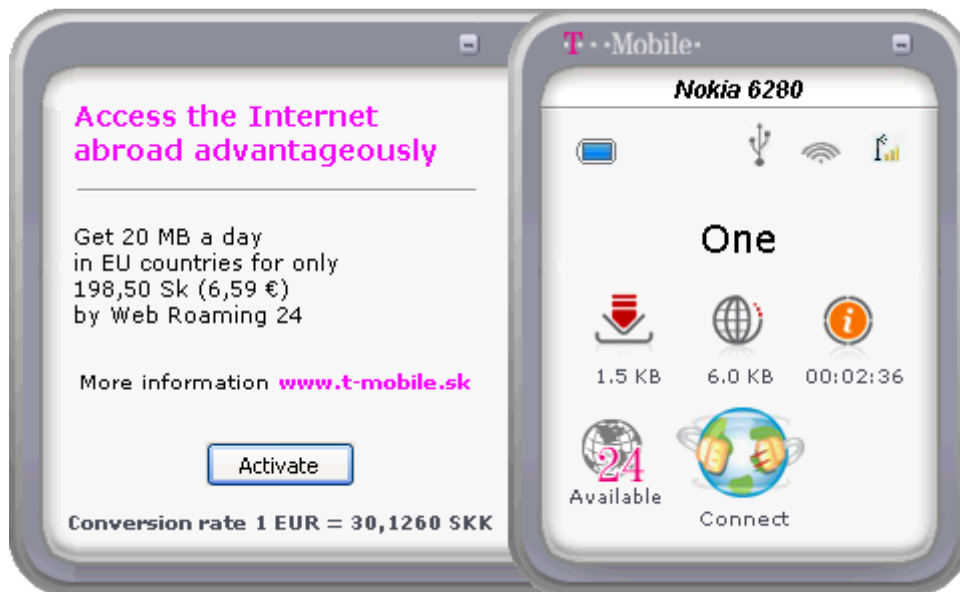 Access the Internet
abroad advantageously
Get 20 MB a day
in EU countries for only
198,50 Sk (6,59 €)
by Web Roaming 24
More information www.t-mobile.sk
Activate
Conversion rate 1 EUR = 30,1260 SKK
T··Mobile·
Nokia 6280
One
1.5 KB 6.0 KB 00:02:36
24
Available
Connect